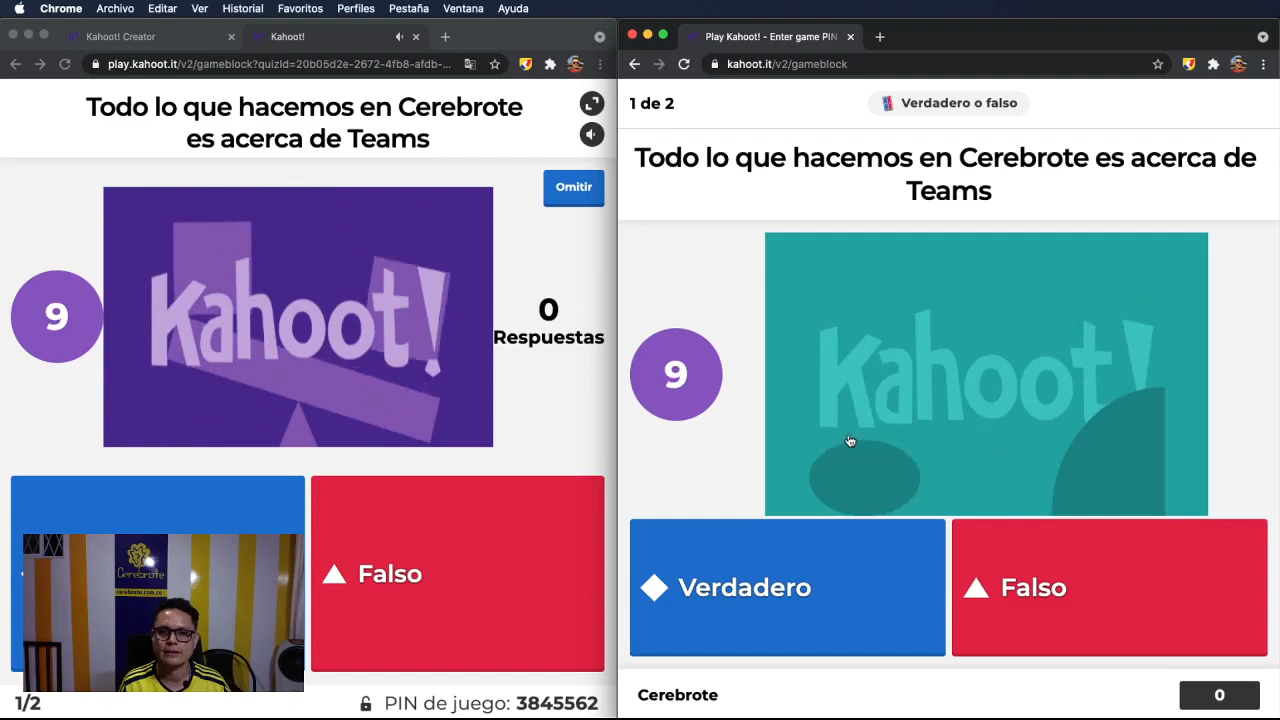 Chrome Archivo Editar Ver Historial Favoritos Perfiles Pestaña Ventana Ayuda
Kahoot! Creator
Kahoot!
play.kahoot.it/v2/gameblock?quizId=20b05d2e-2672-4fb8-afdb-...
Todo lo que hacemos en Cerebrote
es acerca de Teams
Omitir
9
Kahoot!
0
Respuestas
Falso
Cerebrote
cerebrote.com.co
1/2
PIN de juego: 3845562
Play Kahoot! - Enter game PIN
kahoot.it/v2/gameblock
1 de 2
Verdadero o falso
Todo lo que hacemos en Cerebrote es acerca de
Teams
9
Kahoot!
Verdadero
Falso
Cerebrote
0